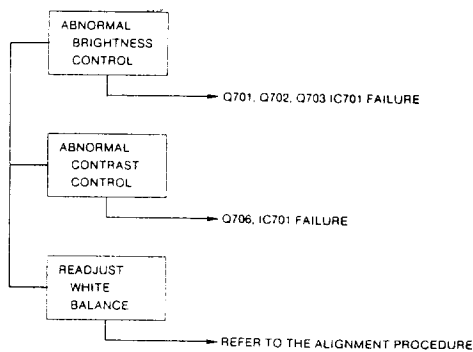 ABNORMAL
BRIGHTNESS
CONTROL
Q701, Q702, Q703 IC701 FAILURE
ABNORMAL
CONTRAST
CONTROL
Q706, IC701 FAILURE
READJUST
WHITE
BALANCE
REFER TO THE ALIGNMENT PROCEDURE